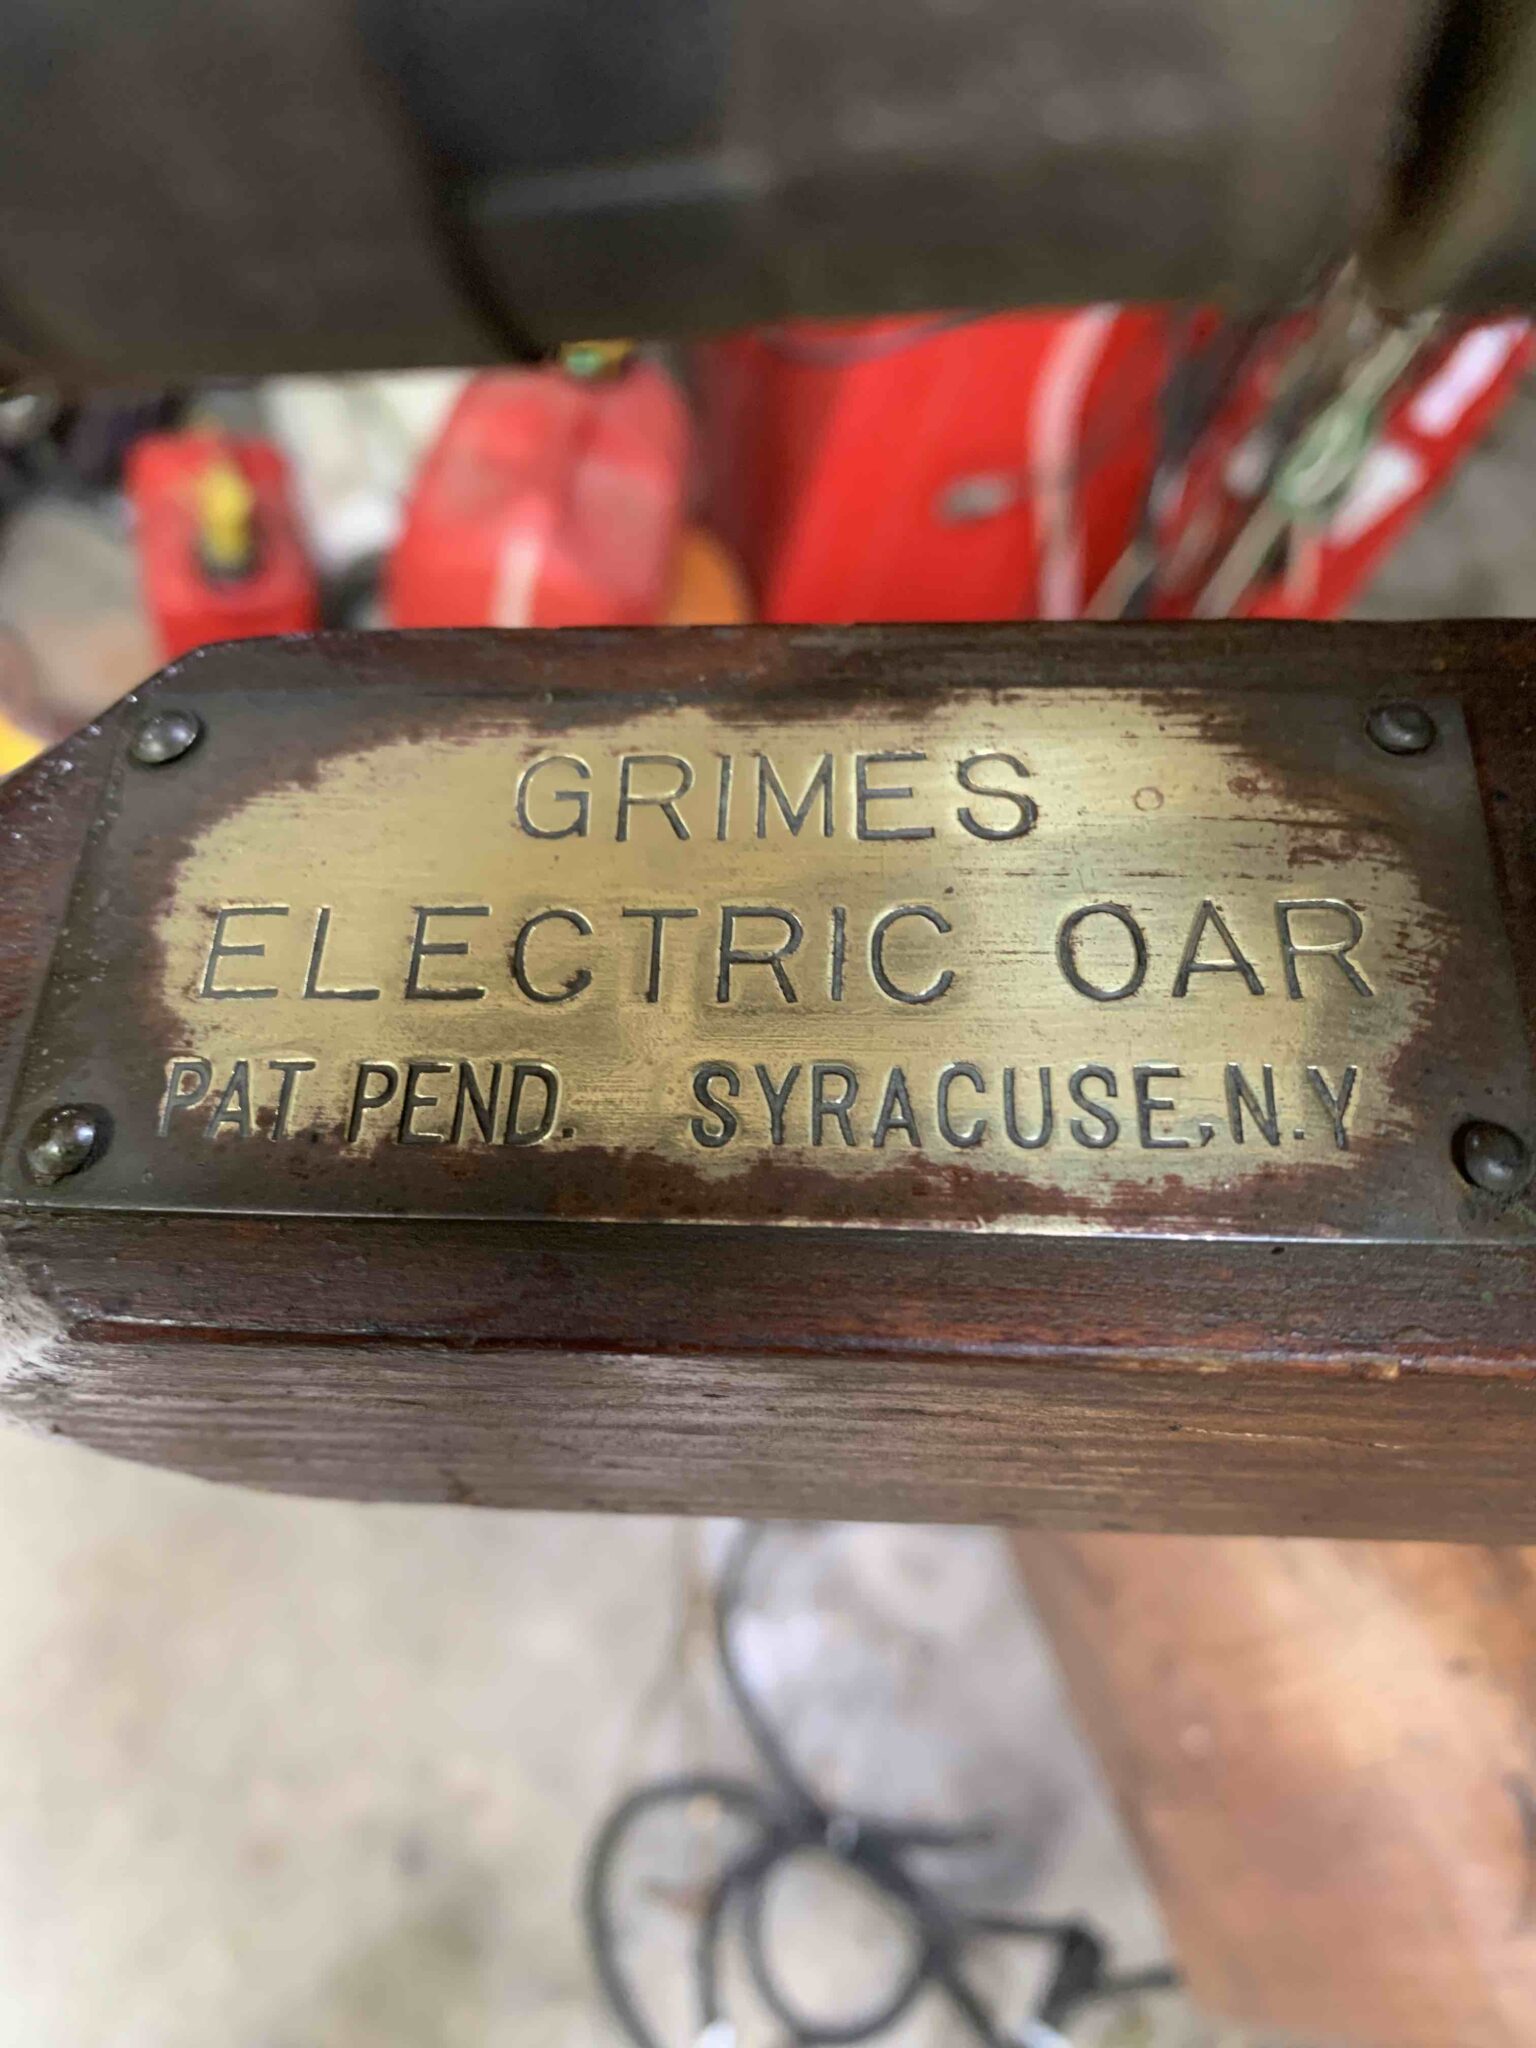 GRIMES
ELECTRIC OAR
PAT PEND. SYRACUSE, N.Y